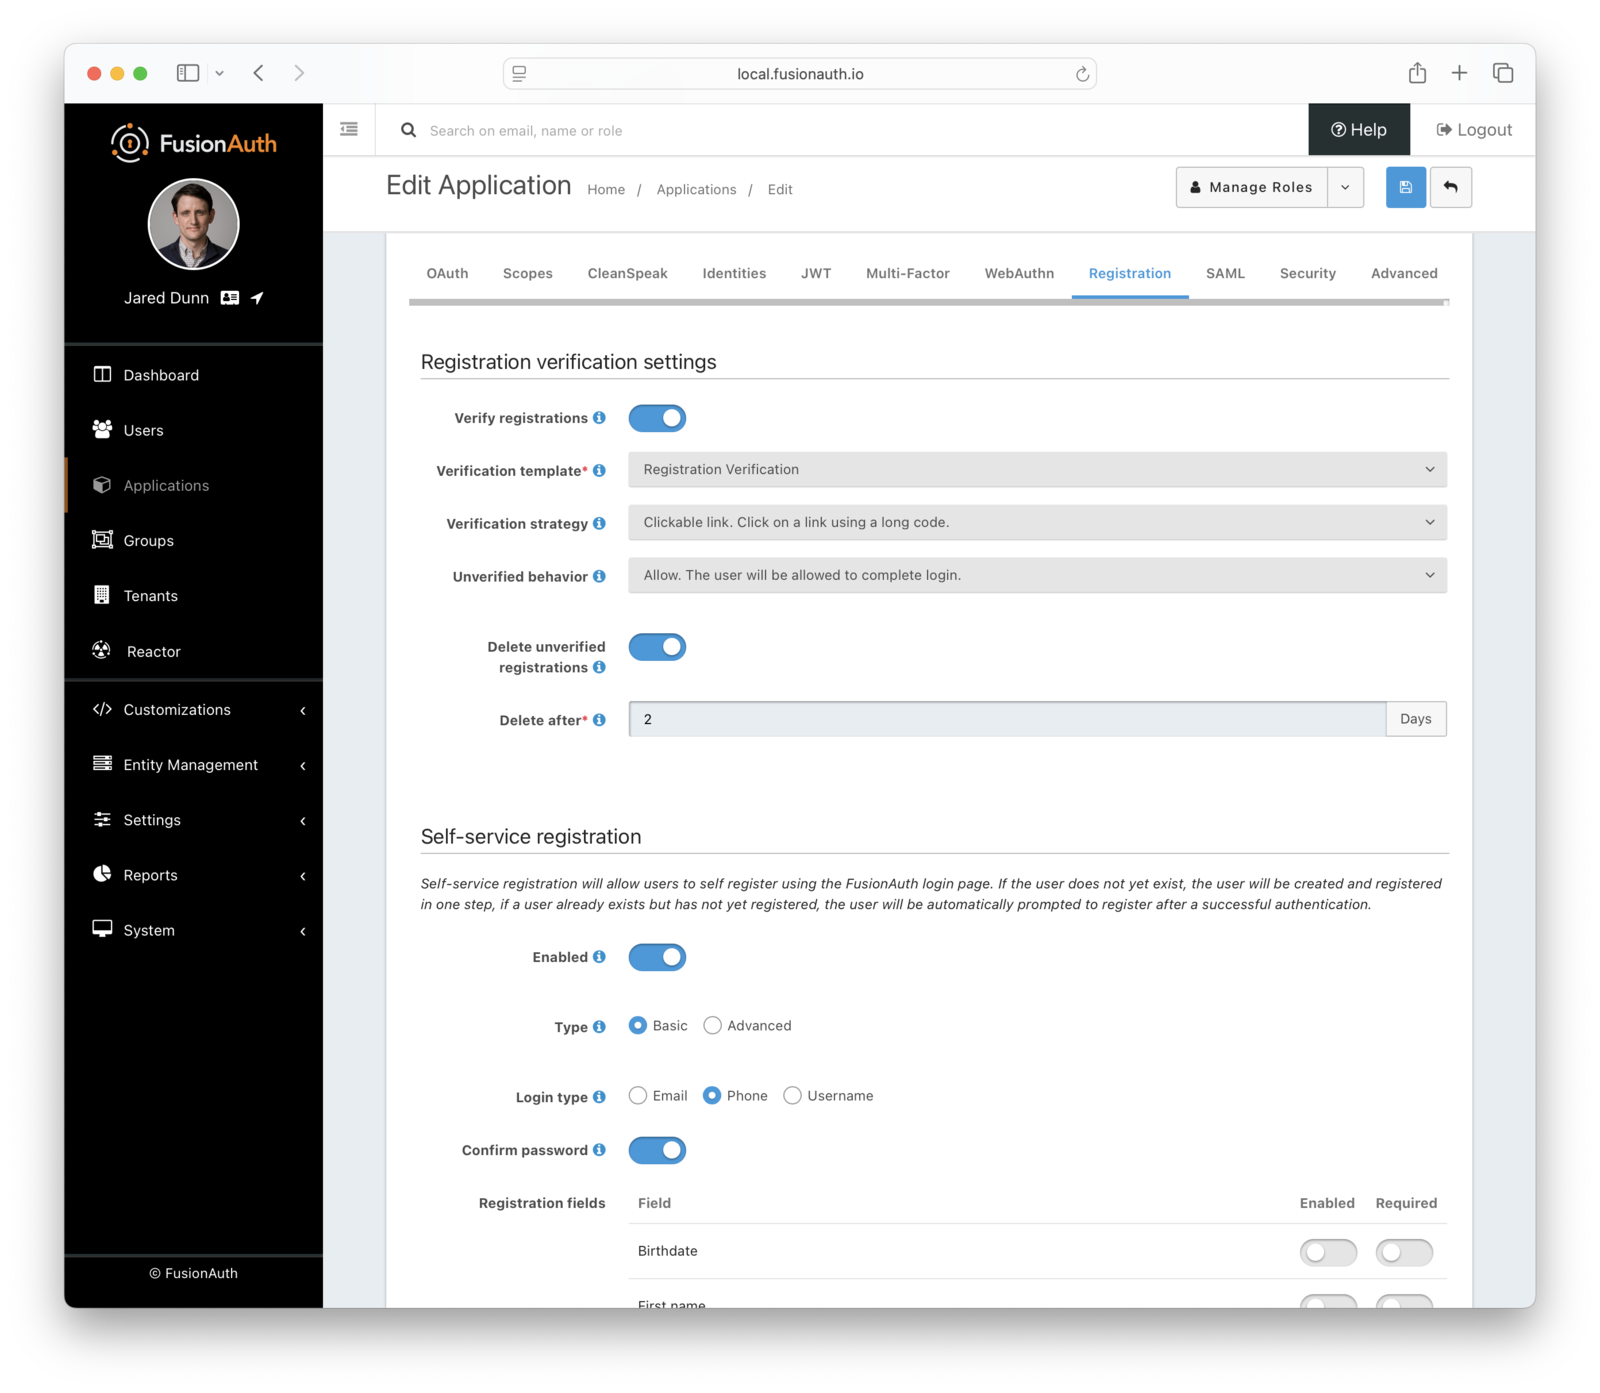 local.fusionauth.io
FusionAuth
Search on email, name or role
Help
Logout
Edit Application
Home / Applications / Edit
Manage Roles
Jared Dunn
Dashboard
Users
Applications
Groups
Tenants
Reactor
Customizations
Entity Management
Settings
Reports
System
© FusionAuth
OAuth
Scopes
CleanSpeak
Identities
JWT
Multi-Factor
WebAuthn
Registration
SAML
Security
Advanced
Registration verification settings
Verify registrations
Verification template*
Registration Verification
Verification strategy
Clickable link. Click on a link using a long code.
Unverified behavior
Allow. The user will be allowed to complete login.
Delete unverified
registrations
Delete after*
2
Days
Self-service registration
Self-service registration will allow users to self register using the FusionAuth login page. If the user does not yet exist, the user will be created and registered
in one step, if a user already exists but has not yet registered, the user will be automatically prompted to register after a successful authentication.
Enabled
Type
Basic
Advanced
Login type
Email
Phone
Username
Confirm password
Registration fields
Field
Enabled
Required
Birthdate
First name